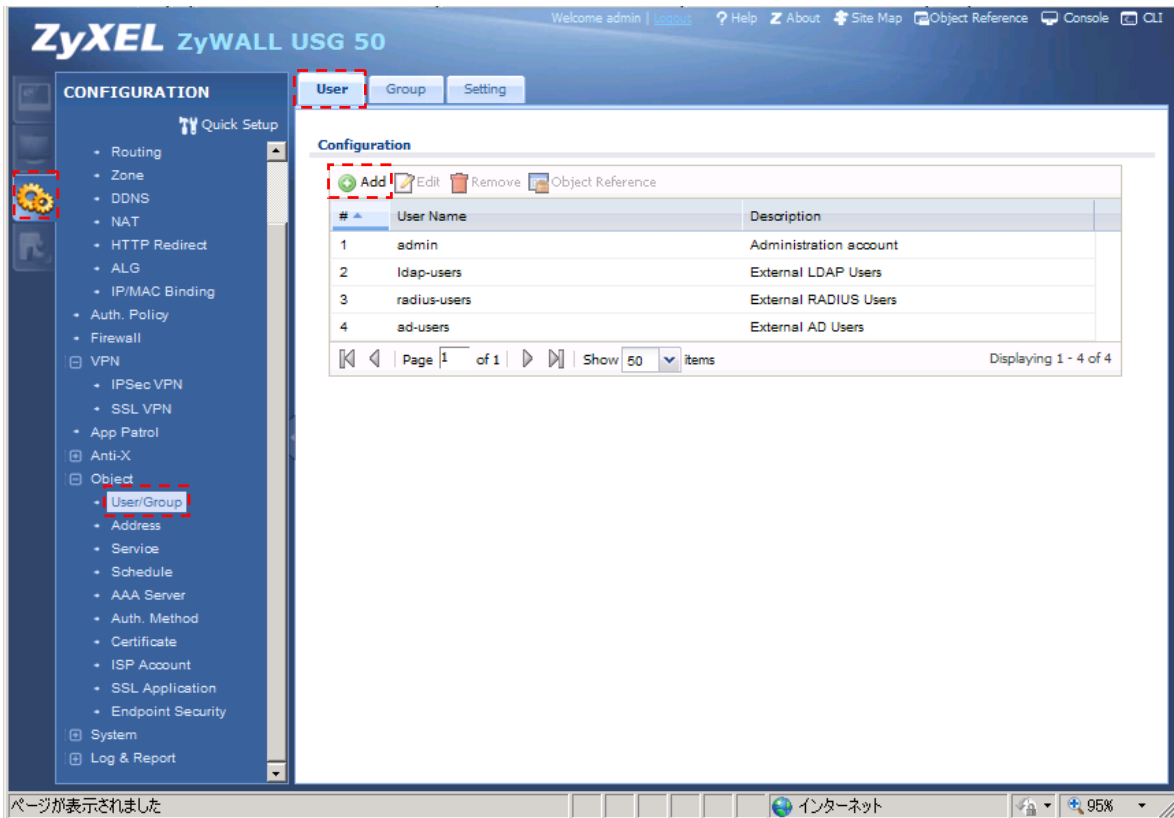 Welcome admin | Logout ? Help Z About Site Map Object Reference Console CLI
ZyXEL ZyWALL USG 50
CONFIGURATION
Quick Setup
Routing
Zone
DDNS
NAT
HTTP Redirect
ALG
IP/MAC Binding
Auth. Policy
Firewall
VPN
IPSec VPN
SSL VPN
App Patrol
Anti-X
Object
User/Group
Address
Service
Schedule
AAA Server
Auth. Method
Certificate
ISP Account
SSL Application
Endpoint Security
System
Log & Report
User Group Setting
Configuration
Add Edit Remove Object Reference
# User Name Description
1 admin Administration account
2 ldap-users External LDAP Users
3 radius-users External RADIUS Users
4 ad-users External AD Users
Page 1 of 1 Show 50 items Displaying 1 - 4 of 4
ページが表示されました インターネット 95%